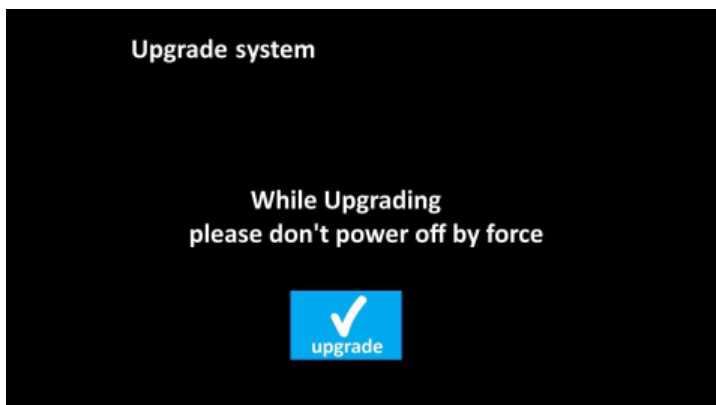 Upgrade system
While Upgrading
please don't power off by force
upgrade